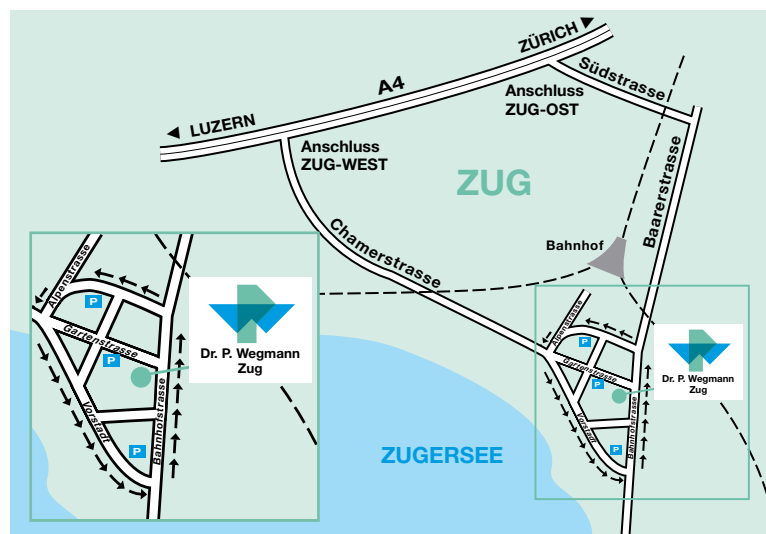 ZÜRICH
A4
LUZERN
Südstrasse
Anschluss
ZUG-OST
Anschluss
ZUG-WEST
ZUG
Baarerstrasse
Chamerstrasse
Bahnhof
Alpenstrasse
P
Gartenstrasse
P
Dr. P. Wegmann
Zug
Vorstadt
Bahnhofstrasse
P
Alpenstrasse
P
Gartenstrasse
P
Dr. P. Wegmann
Zug
Vorstadt
Bahnhofstrasse
P
ZUGERSEE